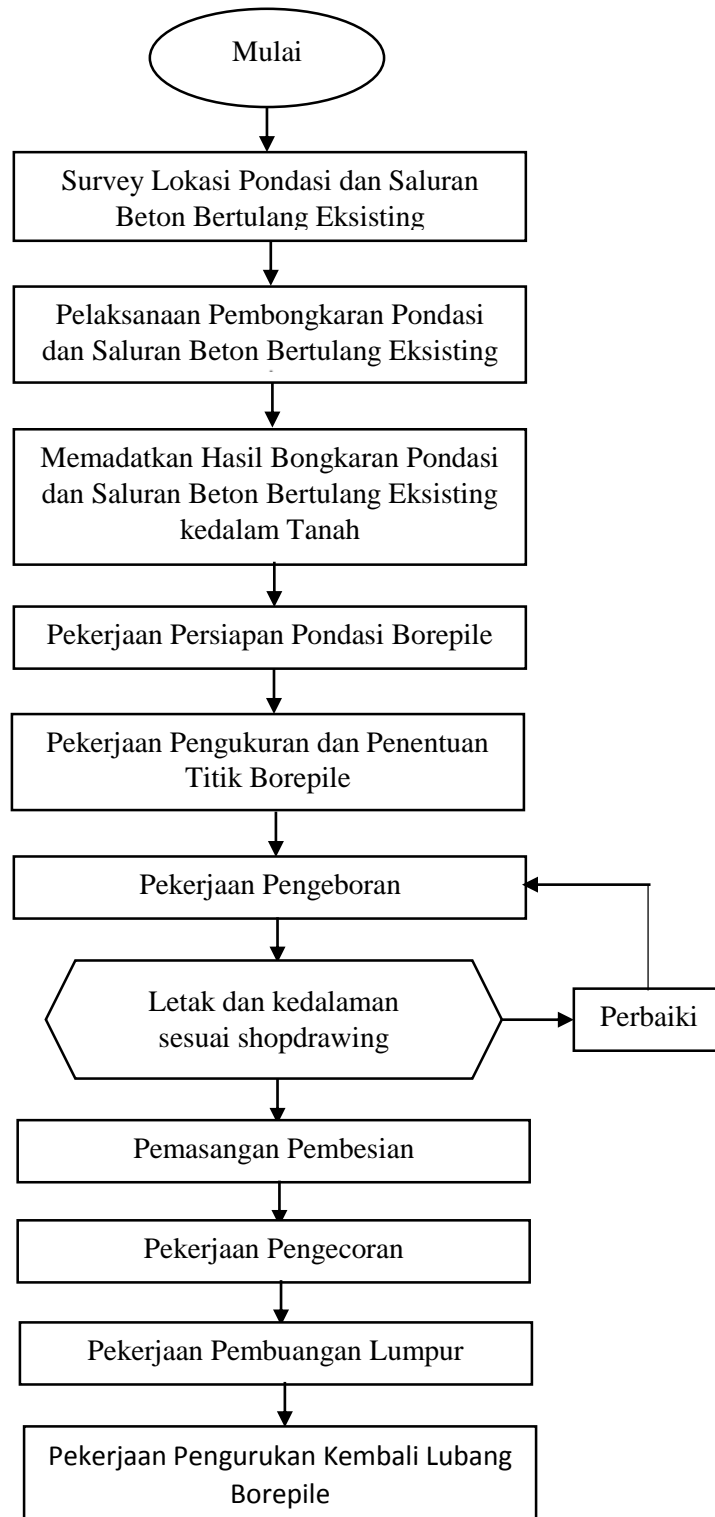 Mulai
Survey Lokasi Pondasi dan Saluran
Beton Bertulang Eksisting
Pelaksanaan Pembongkaran Pondasi
dan Saluran Beton Bertulang Eksisting
Memadatkan Hasil Bongkaran Pondasi
dan Saluran Beton Bertulang Eksisting
kedalam Tanah
Pekerjaan Persiapan Pondasi Borepile
Pekerjaan Pengukuran dan Penentuan
Titik Borepile
Pekerjaan Pengeboran
Letak dan kedalaman
sesuai shopdrawing
Perbaiki
Pemasangan Pembesian
Pekerjaan Pengecoran
Pekerjaan Pembuangan Lumpur
Pekerjaan Pengurukan Kembali Lubang
Borepile